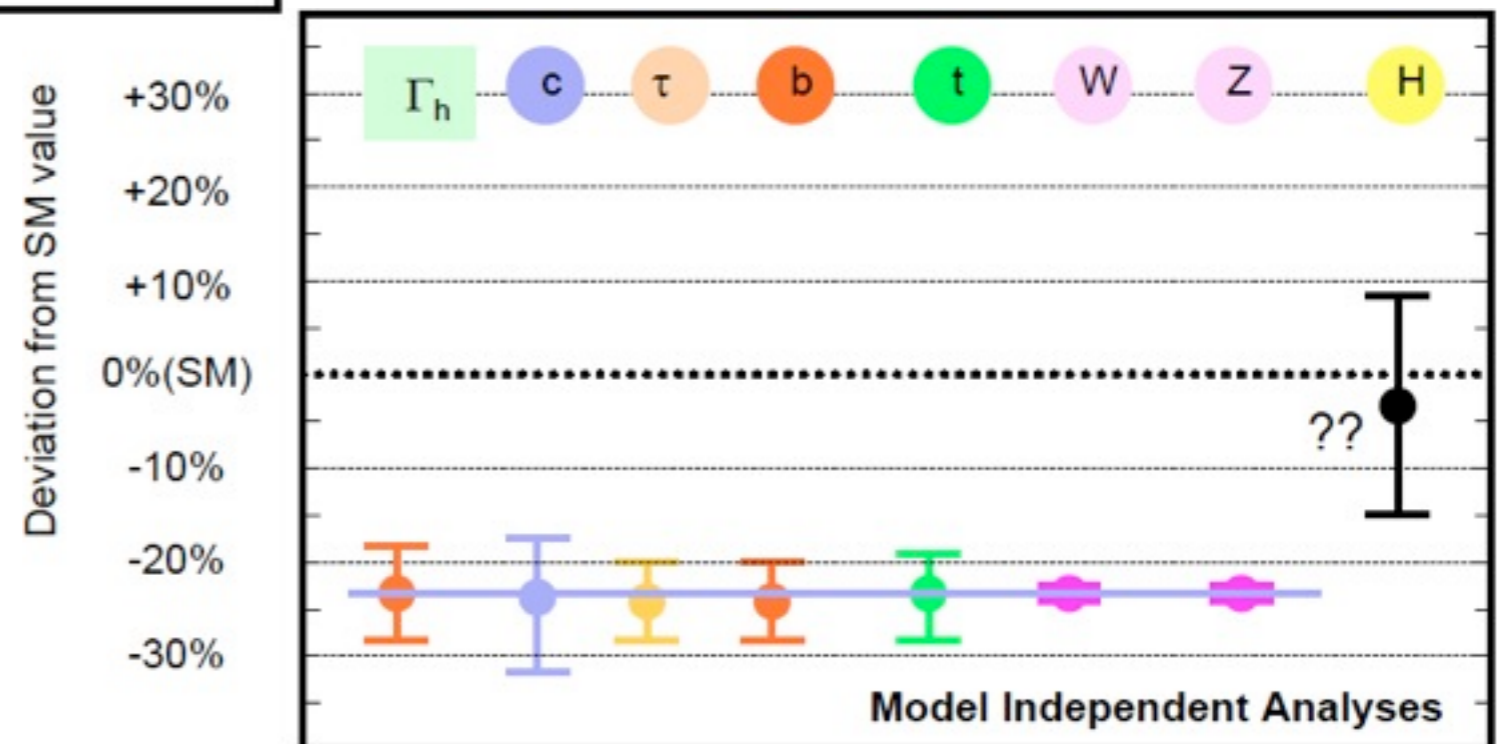 Deviation from SM value
+30%
+20%
+10%
0%(SM)
-10%
-20%
-30%
Γh c τ b t W Z H
??
Model Independent Analyses